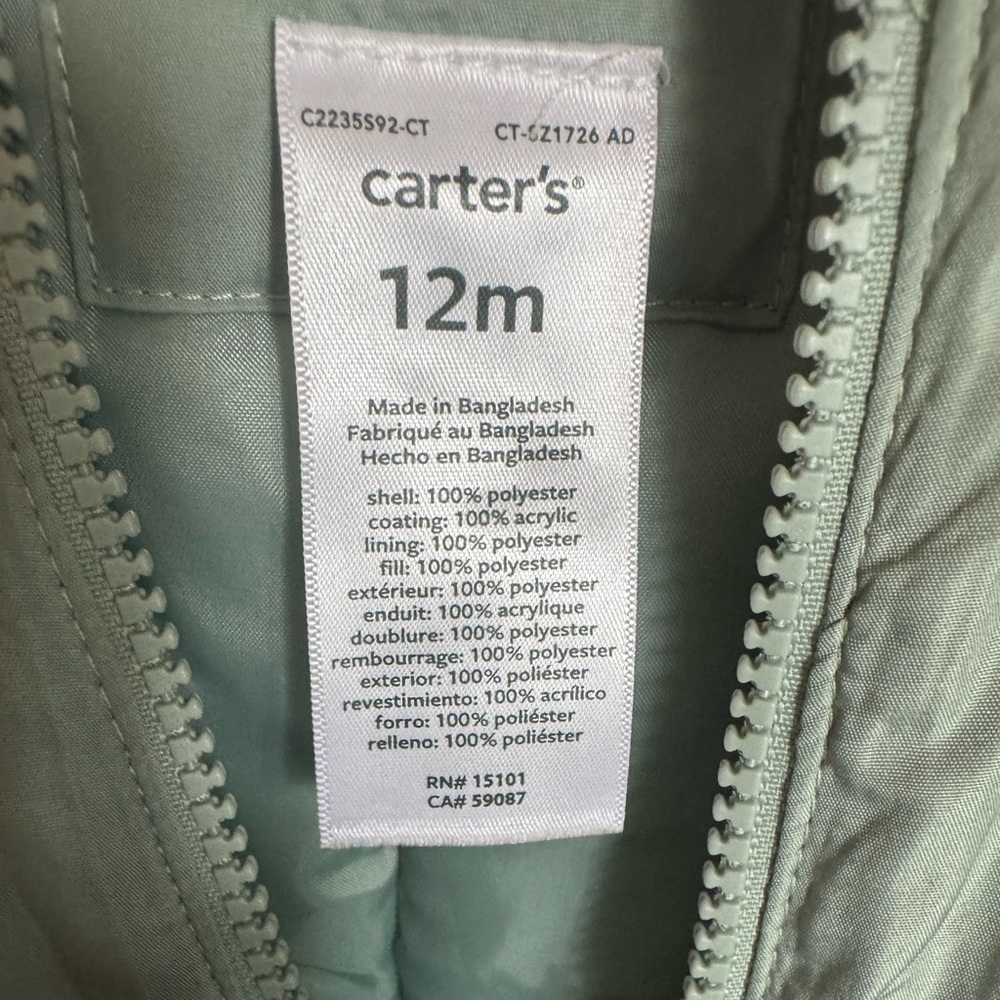 C2235S92-CT CT-SZ1726 AD
carter's®
12m
Made in Bangladesh
Fabriqué au Bangladesh
Hecho en Bangladesh
shell: 100% polyester
coating: 100% acrylic
lining: 100% polyester
fill: 100% polyester
extérieur: 100% polyester
enduit: 100% acrylique
doublure: 100% polyester
rembourrage: 100% polyester
exterior: 100% poliéster
revestimiento: 100% acrílico
forro: 100% poliéster
relleno: 100% poliéster
RN# 15101
CA# 59087